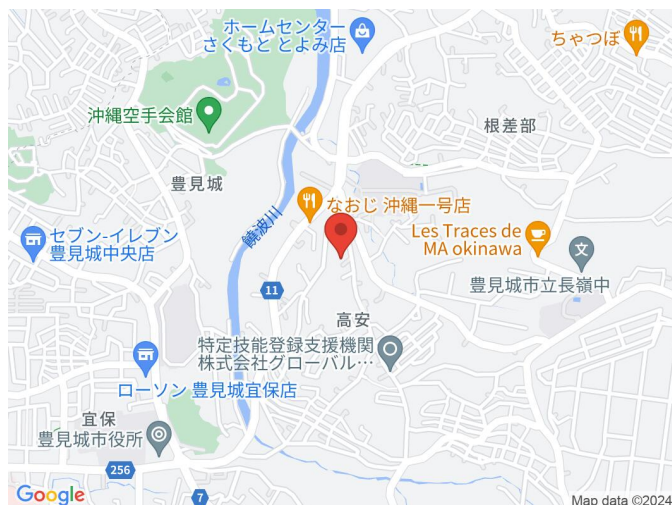 ホームセンター
さくもと とよみ店
ちゃつぼ
沖縄空手会館
根差部
豊見城
饒波川
なおじ 沖縄一号店
セブン-イレブン
豊見城中央店
Les Traces de
MA okinawa
豊見城市立長嶺中
11
高安
特定技能登録支援機関
株式会社グローバル…
ローソン 豊見城宜保店
宜保
豊見城市役所
256
7
Google
Map data ©2024